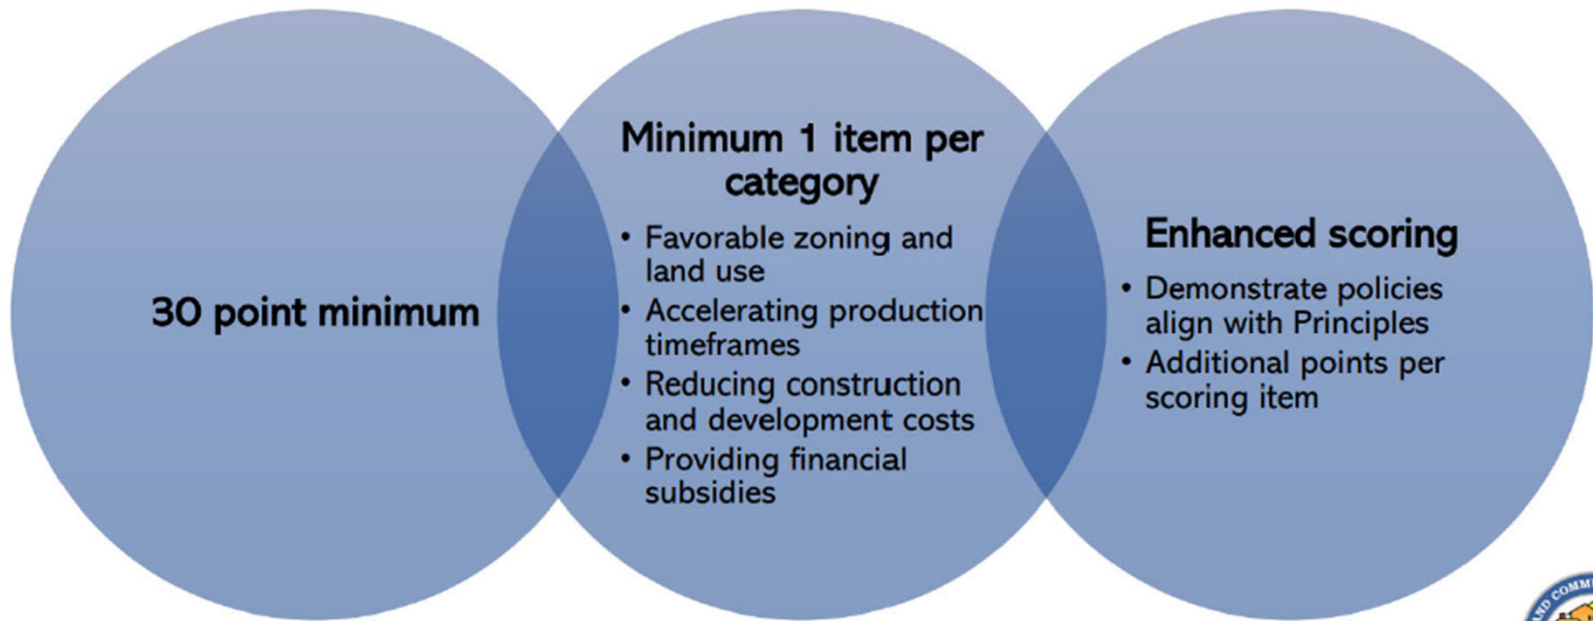 30 point minimum
Minimum 1 item per
category
• Favorable zoning and
land use
• Accelerating production
timeframes
• Reducing construction
and development costs
• Providing financial
subsidies
Enhanced scoring
• Demonstrate policies
align with Principles
• Additional points per
scoring item